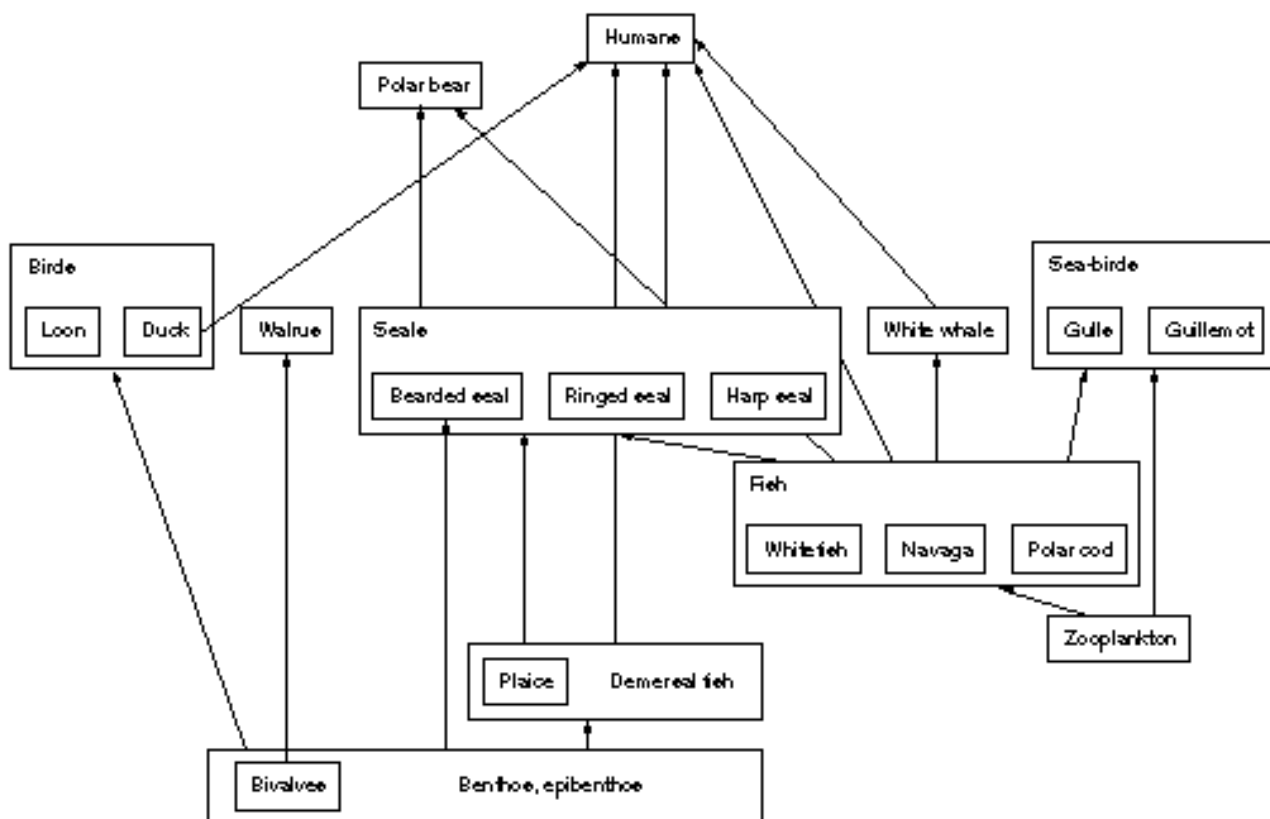 Humans
Polar bear
Birds
Sea-birds
Loon
Duck
Walrus
Seals
White whale
Gulls
Guillemot
Bearded seal
Ringed seal
Harp seal
Fish
Whitefish
Navaga
Polar cod
Zooplankton
Plaice
Demersal fish
Bivalves
Benthos, epibenthos